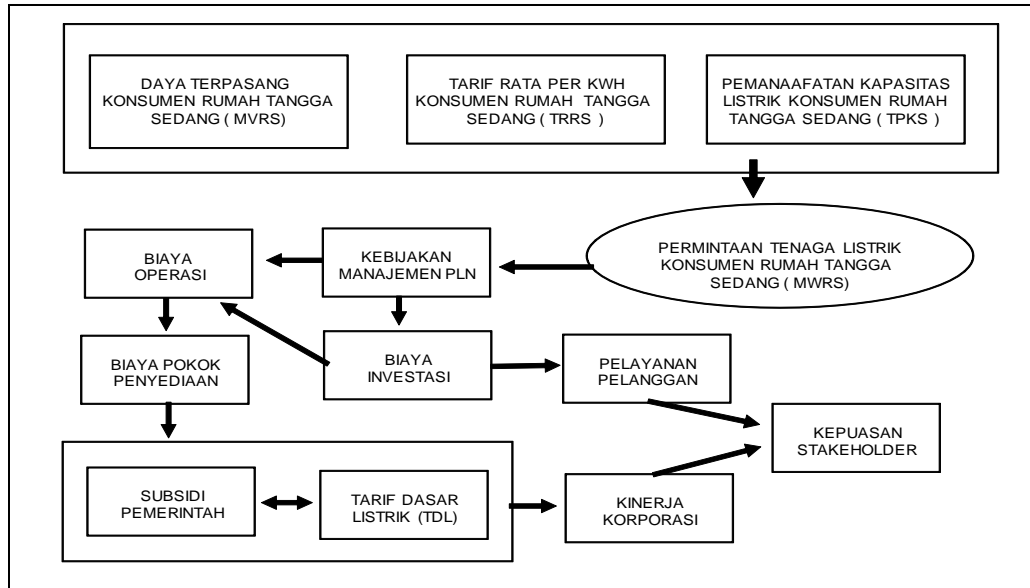 DAYA TERPASANG
KONSUMEN RUMAH TANGGA
SEDANG ( MVRS)
TARIF RATA PER KWH
KONSUMEN RUMAH TANGGA
SEDANG ( TRRS )
PEMANAAFATAN KAPASITAS
LISTRIK KONSUMEN RUMAH
TANGGA SEDANG ( TPKS )
BIAYA
OPERASI
KEBIJAKAN
MANAJEMEN PLN
PERMINTAAN TENAGA LISTRIK
KONSUMEN RUMAH TANGGA
SEDANG ( MWRS)
BIAYA POKOK
PENYEDIAAN
BIAYA
INVESTASI
PELAYANAN
PELANGGAN
KEPUASAN
STAKEHOLDER
SUBSIDI
PEMERINTAH
TARIF DASAR
LISTRIK (TDL)
KINERJA
KORPORASI